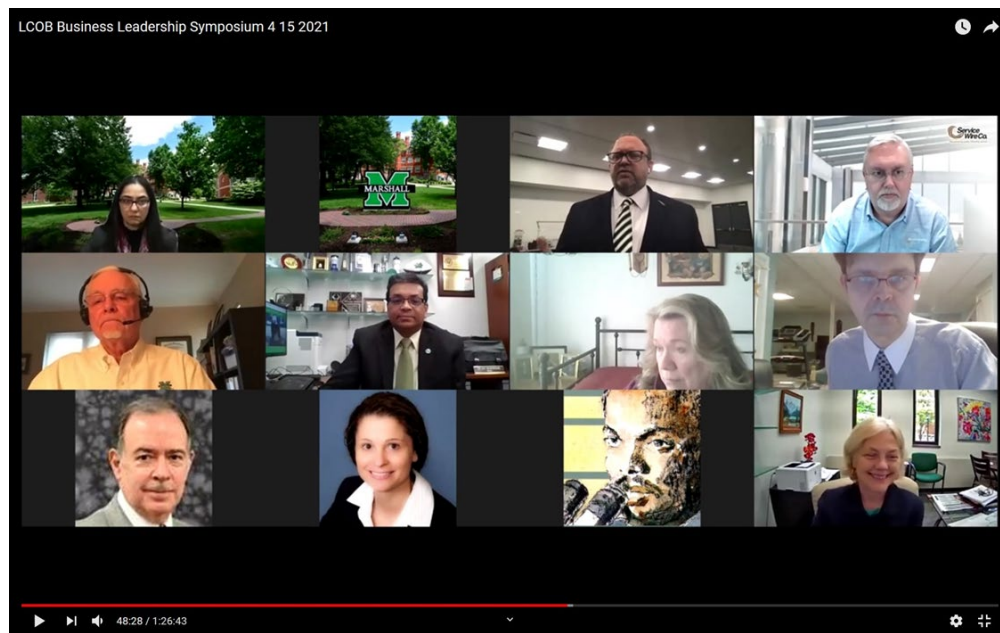 LCOB Business Leadership Symposium 4 15 2021
Service
Wire Co.
M
MARSHALL
48:28 / 1:26:43